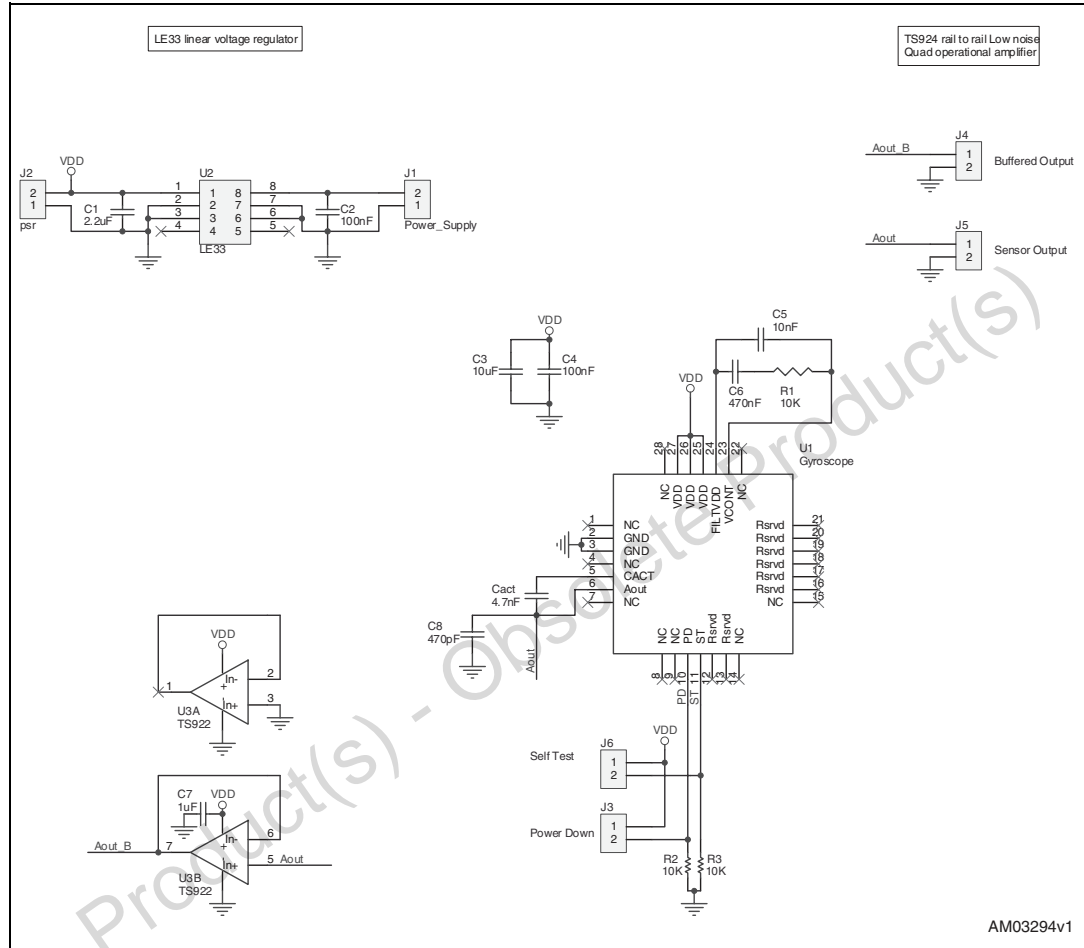 LE33 linear voltage regulator
TS924 rail to rail Low noise
Quad operational amplifier
J2
VDD
U2
J1
2
1
psr
C1
2.2uF
1
2
3
4
1
2
3
4
8
7
6
5
8
7
6
5
LE33
C2
100nF
2
1
Power_Supply
J4
Aout_B
1
2
Buffered Output
J5
Aout
1
2
Sensor Output
VDD
C3
10uF
C4
100nF
C5
10nF
VDD
C6
470nF
R1
10K
U1
Gyroscope
28
27
26
25
24
23
22
NC
VDD
VDD
VDD
FILTVDD
VCONT
NC
1
2
3
4
5
6
7
NC
GND
GND
NC
CACT
Aout
NC
Rsrvd
Rsrvd
Rsrvd
Rsrvd
Rsrvd
Rsrvd
NC
21
20
19
18
17
16
15
NC
NC
PD
ST
Rsrvd
Rsrvd
NC
8
9
10
11
12
13
14
PD
ST
Cact
4.7nF
C8
470pF
Aout
VDD
In-
+
In+
1
2
3
U3A
TS922
C7
1uF
VDD
In-
+
In+
Aout_B
7
6
5
Aout
U3B
TS922
Self Test
J6
1
2
VDD
Power Down
J3
1
2
R2
10K
R3
10K
AM03294v1
Product(s) - Obsolete Product(s)